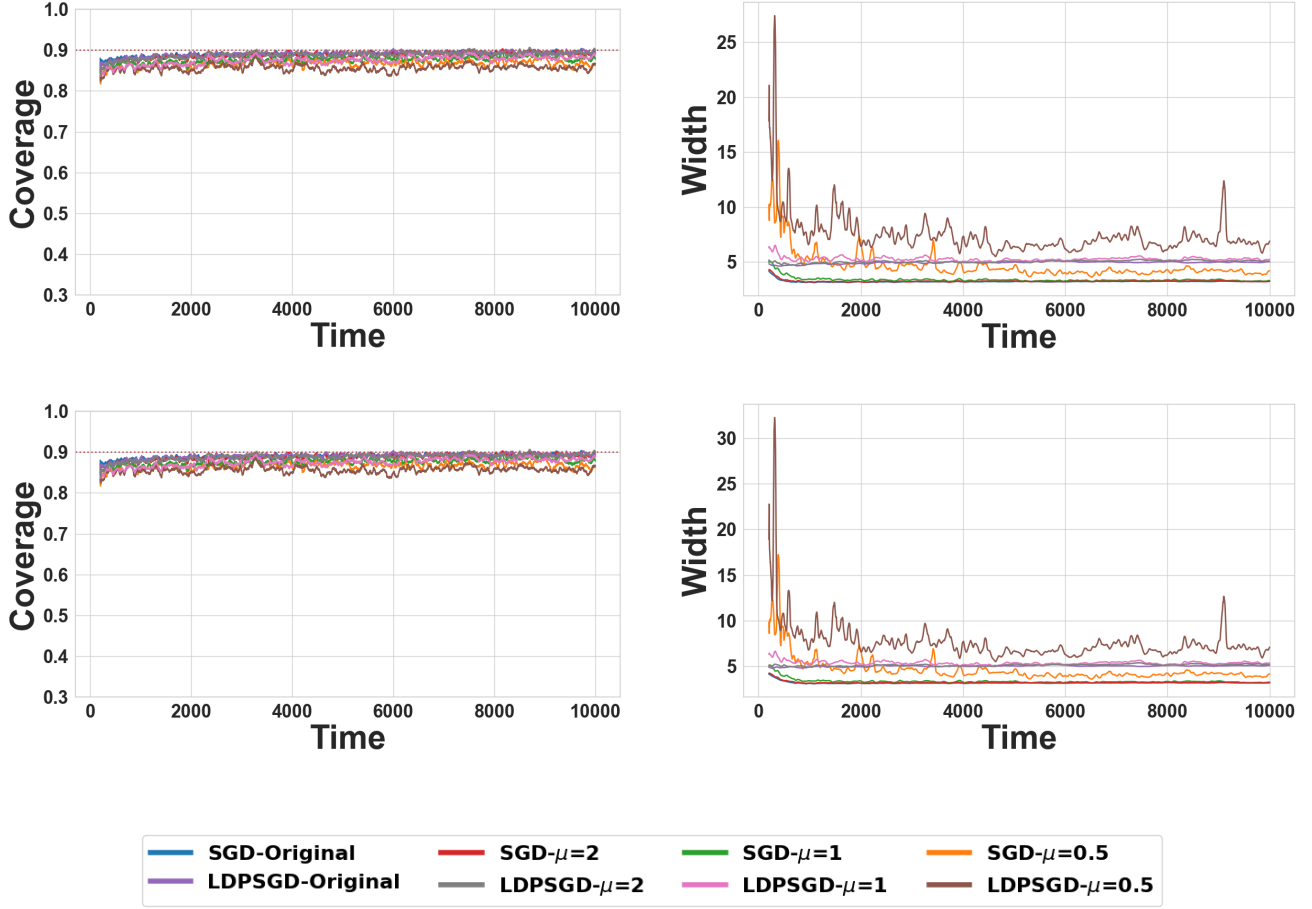 1.0
0.9
0.8
0.7
0.6
0.5
0.4
0.3
Coverage
0 2000 4000 6000 8000 10000
Time
25
20
15
10
5
Width
0 2000 4000 6000 8000 10000
Time
1.0
0.9
0.8
0.7
0.6
0.5
0.4
0.3
Coverage
0 2000 4000 6000 8000 10000
Time
30
25
20
15
10
5
Width
0 2000 4000 6000 8000 10000
Time
SGD-Original SGD-μ=2 SGD-μ=1 SGD-μ=0.5
LDPSGD-Original LDPSGD-μ=2 LDPSGD-μ=1 LDPSGD-μ=0.5